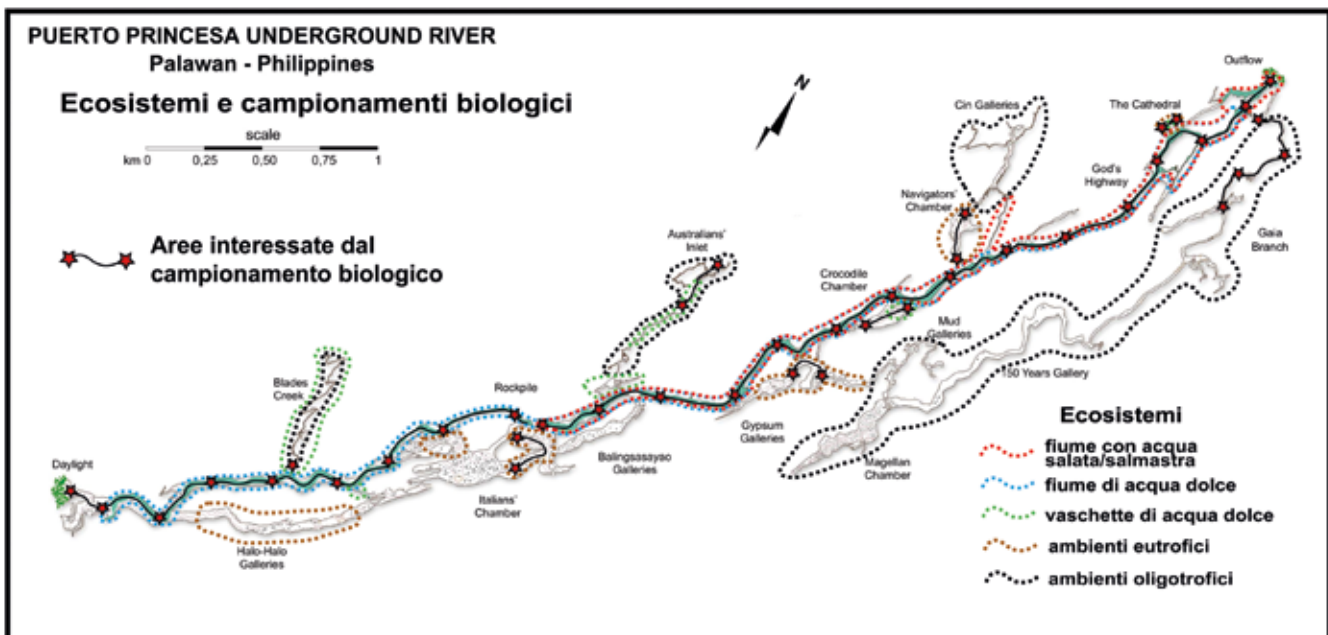 PUERTO PRINCESA UNDERGROUND RIVER
Palawan - Philippines
Ecosistemi e campionamenti biologici
scale
km 0 0,25 0,50 0,75 1
N
Aree interessate dal
campionamento biologico
Outflow
The Cathedral
Cin Galleries
God's
Highway
Navigators'
Chamber
Gaia
Branch
Australians'
Inlet
Crocodile
Chamber
Mud
Galleries
150 Years Gallery
Blades
Creek
Rockpile
Gypsum
Galleries
Magellan
Chamber
Balingsasayao
Galleries
Daylight
Italians'
Chamber
Halo-Halo
Galleries
Ecosistemi
fiume con acqua
salata/salmastra
fiume di acqua dolce
vaschette di acqua dolce
ambienti eutrofici
ambienti oligotrofici